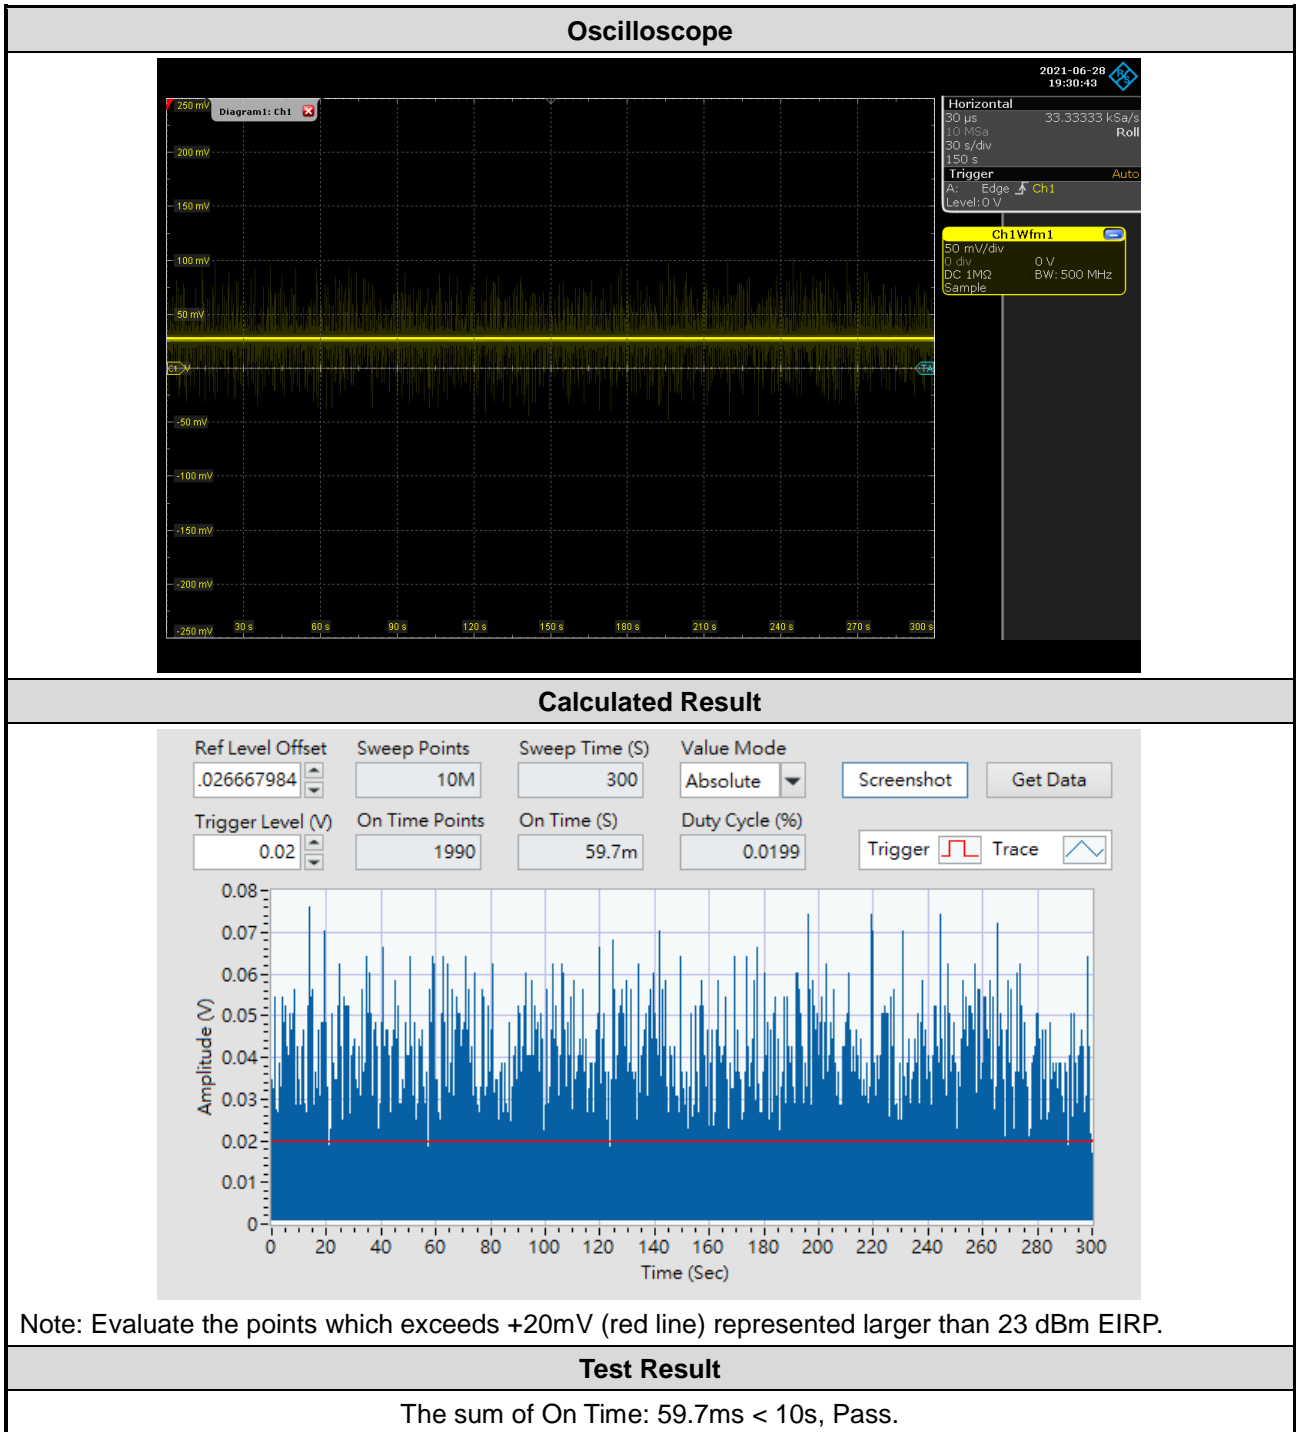 Oscilloscope
2021-06-28
19:30:43
250 mV
Diagram1: Ch1
200 mV
150 mV
100 mV
50 mV
C1
-50 mV
-100 mV
-150 mV
-200 mV
-250 mV
30 s 60 s 90 s 120 s 150 s 180 s 210 s 240 s 270 s 300 s
TA
Horizontal
30 µs 33.33333 kSa/s
10 MSa Roll
30 s/div
150 s
Trigger Auto
A: Edge Ch1
Level: 0 V
Ch1Wfm1
50 mV/div
0 div 0 V
DC 1MΩ BW: 500 MHz
Sample
Calculated Result
Ref Level Offset Sweep Points Sweep Time (S) Value Mode
.026667984 10M 300 Absolute Screenshot Get Data
Trigger Level (V) On Time Points On Time (S) Duty Cycle (%)
0.02 1990 59.7m 0.0199 Trigger Trace
0.08
0.07
0.06
0.05
0.04
0.03
0.02
0.01
0
Amplitude (V)
0 20 40 60 80 100 120 140 160 180 200 220 240 260 280 300
Time (Sec)
Note: Evaluate the points which exceeds +20mV (red line) represented larger than 23 dBm EIRP.
Test Result
The sum of On Time: 59.7ms < 10s, Pass.